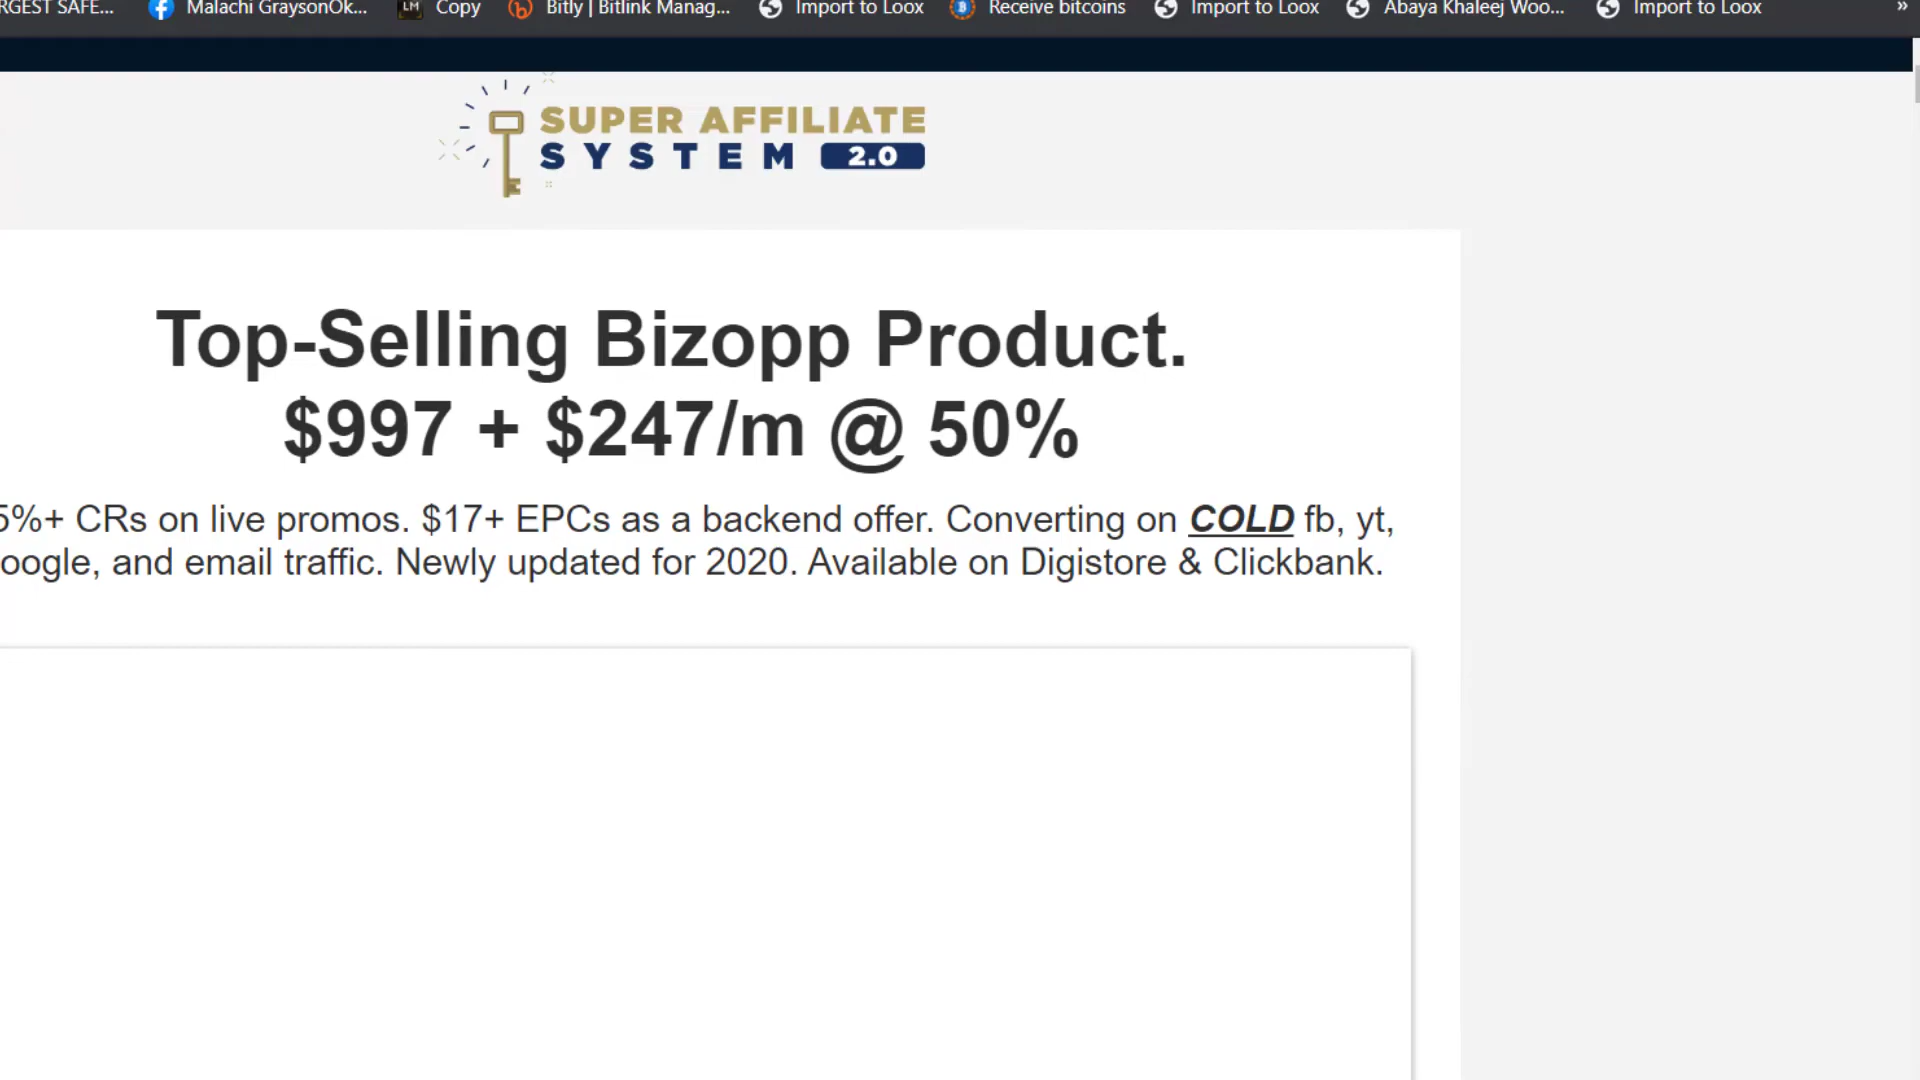 RGEST SAFE... Malachi GraysonOk... LM Copy Bitly | Bitlink Manag... Import to Loox Receive bitcoins Import to Loox Abaya Khaleej Woo... Import to Loox »
SUPER AFFILIATE
SYSTEM 2.0
Top-Selling Bizopp Product.
$997 + $247/m @ 50%
5%+ CRs on live promos. $17+ EPCs as a backend offer. Converting on COLD fb, yt,
oogle, and email traffic. Newly updated for 2020. Available on Digistore & Clickbank.